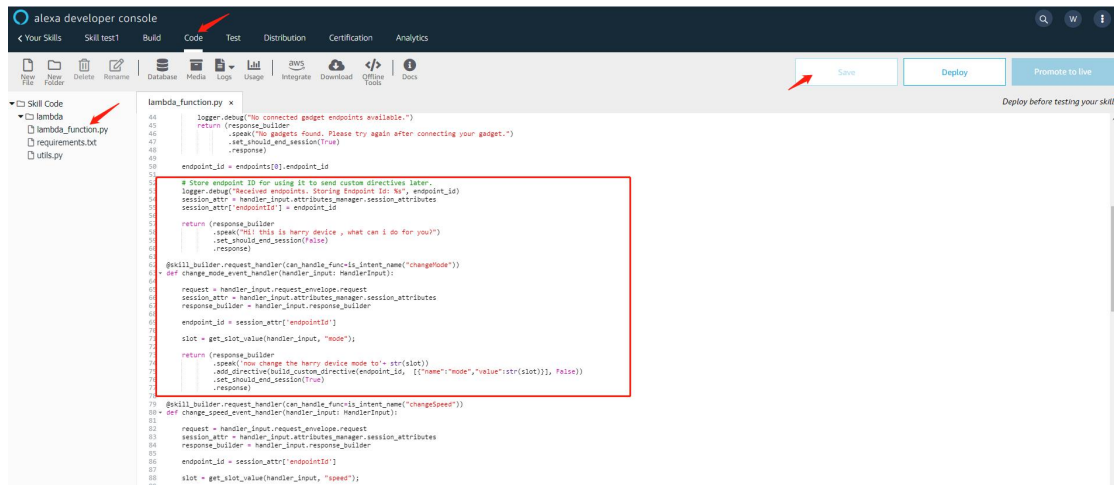 alexa developer console
W
Your Skills Skill test1 Build Code Test Distribution Certification Analytics
New File New Folder Delete Rename Database Media Logs Usage aws Integrate Download Offline Tools Docs Save Deploy Promote to live
Skill Code
lambda
lambda_function.py
requirements.txt
utils.py
lambda_function.py ×
Deploy before testing your skill
44 logger.debug("No connected gadget endpoints available.")
45 return (response_builder
46 .speak("No gadgets found. Please try again after connecting your gadget.")
47 .set_should_end_session(True)
48 .response)
49
50 endpoint_id = endpoints[0].endpoint_id
51
52 # Store endpoint ID for using it to send custom directives later.
53 logger.debug("Received endpoints. Storing Endpoint Id: %s", endpoint_id)
54 session_attr = handler_input.attributes_manager.session_attributes
55 session_attr['endpointId'] = endpoint_id
56
57 return (response_builder
58 .speak("Hi! this is harry device , what can i do for you?")
59 .set_should_end_session(False)
60 .response)
61
62 @skill_builder.request_handler(can_handle_func=is_intent_name("changeMode"))
63 def change_mode_event_handler(handler_input: HandlerInput):
64
65 request = handler_input.request_envelope.request
66 session_attr = handler_input.attributes_manager.session_attributes
67 response_builder = handler_input.response_builder
68
69 endpoint_id = session_attr['endpointId']
70
71 slot = get_slot_value(handler_input, "mode");
72
73 return (response_builder
74 .speak('now change the harry device mode to'+ str(slot))
75 .add_directive(build_custom_directive(endpoint_id, [{"name":"mode","value":str(slot)}], False))
76 .set_should_end_session(True)
77 .response)
78
79 @skill_builder.request_handler(can_handle_func=is_intent_name("changeSpeed"))
80 def change_speed_event_handler(handler_input: HandlerInput):
81
82 request = handler_input.request_envelope.request
83 session_attr = handler_input.attributes_manager.session_attributes
84 response_builder = handler_input.response_builder
85
86 endpoint_id = session_attr['endpointId']
87
88 slot = get_slot_value(handler_input, "speed");